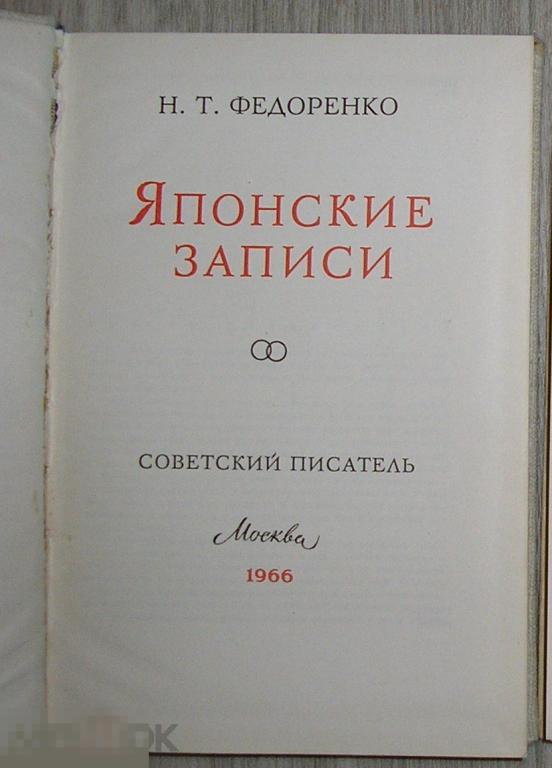 Н. Т. ФЕДОРЕНКО
ЯПОНСКИЕ
ЗАПИСИ
СОВЕТСКИЙ ПИСАТЕЛЬ
Москва
1966